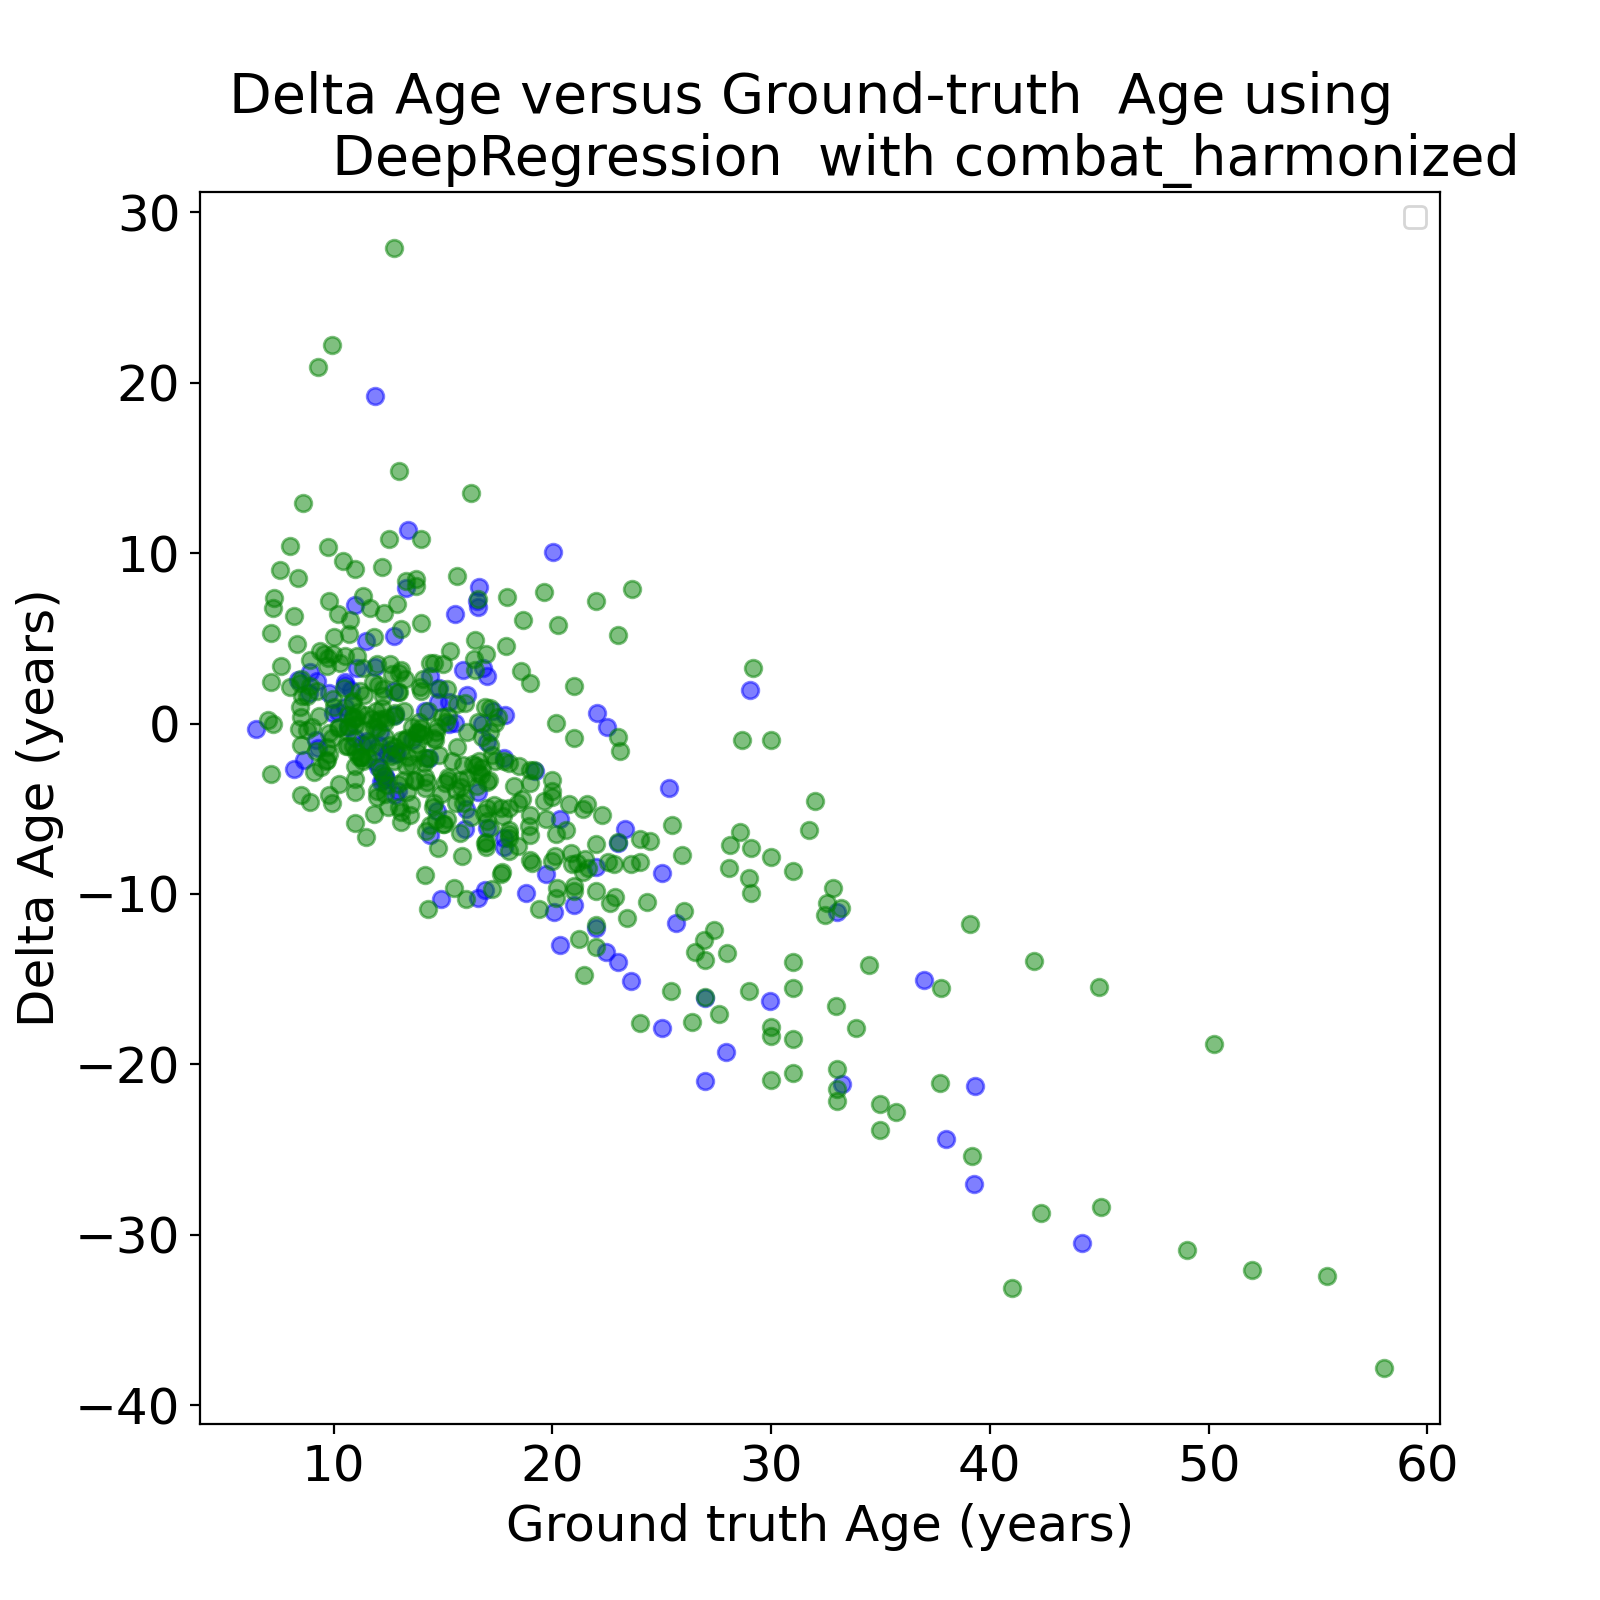 Delta Age versus Ground-truth  Age using
DeepRegression  with combat_harmonized
30
20
10
0
−10
−20
−30
−40
Delta Age (years)
10 20 30 40 50 60
Ground truth Age (years)